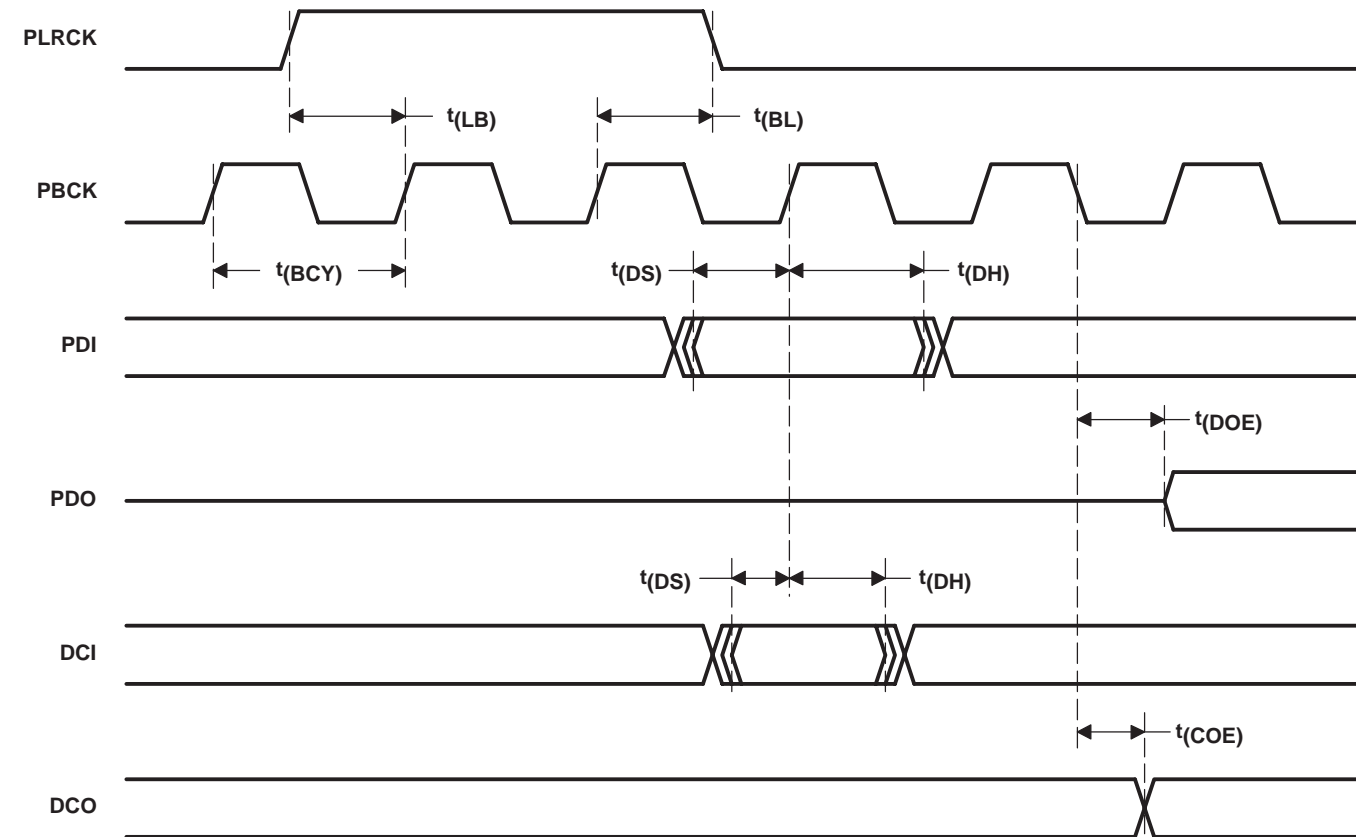 PLRCK
t(LB)
t(BL)
PBCK
t(BCY)
t(DS)
t(DH)
PDI
t(DOE)
PDO
t(DS)
t(DH)
DCI
t(COE)
DCO